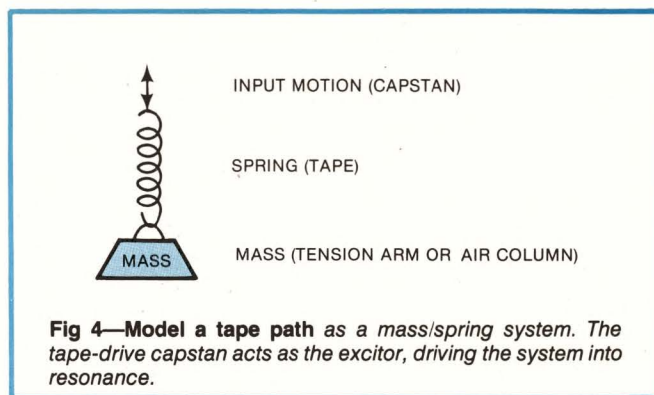 INPUT MOTION (CAPSTAN)
SPRING (TAPE)
MASS
MASS (TENSION ARM OR AIR COLUMN)
Fig 4—Model a tape path as a mass/spring system. The
tape-drive capstan acts as the excitor, driving the system into
resonance.